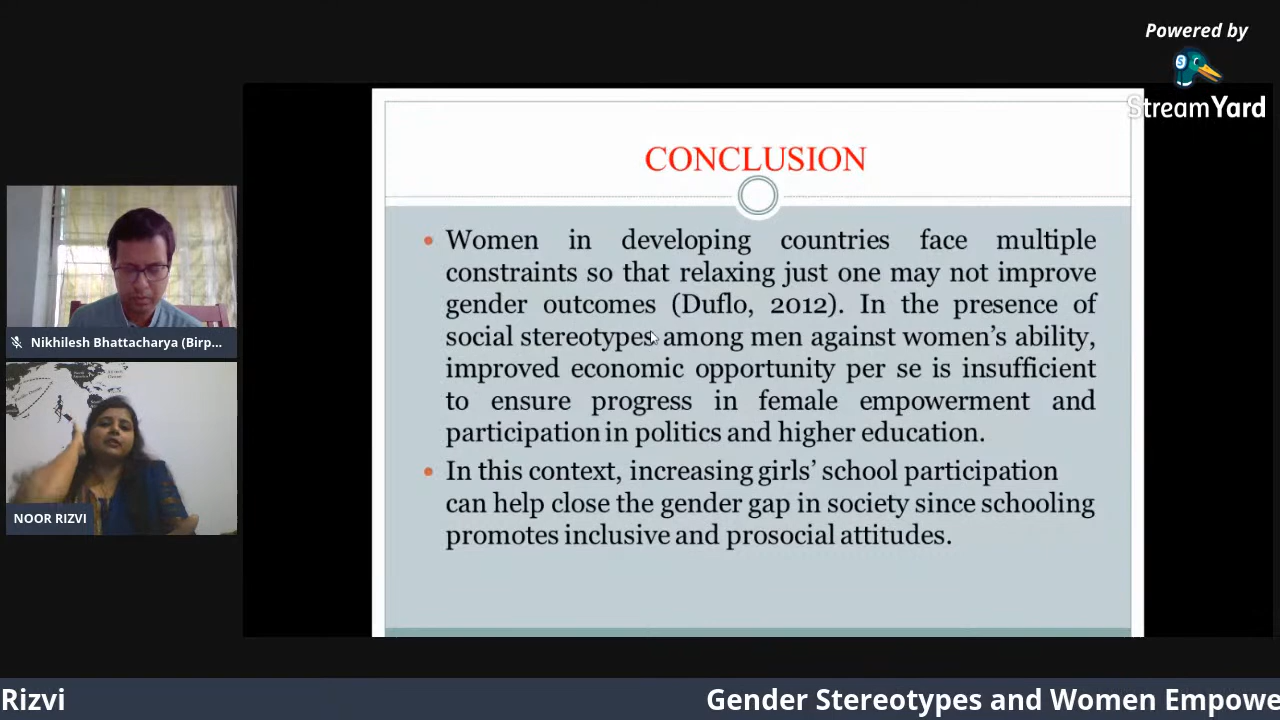 Powered by
StreamYard
CONCLUSION
• Women in developing countries face multiple
constraints so that relaxing just one may not improve
gender outcomes (Duflo, 2012). In the presence of
social stereotypes among men against women’s ability,
improved economic opportunity per se is insufficient
to ensure progress in female empowerment and
participation in politics and higher education.
• In this context, increasing girls’ school participation
can help close the gender gap in society since schooling
promotes inclusive and prosocial attitudes.
Nikhilesh Bhattacharya (Birp...
NOOR RIZVI
Rizvi
Gender Stereotypes and Women Empowe